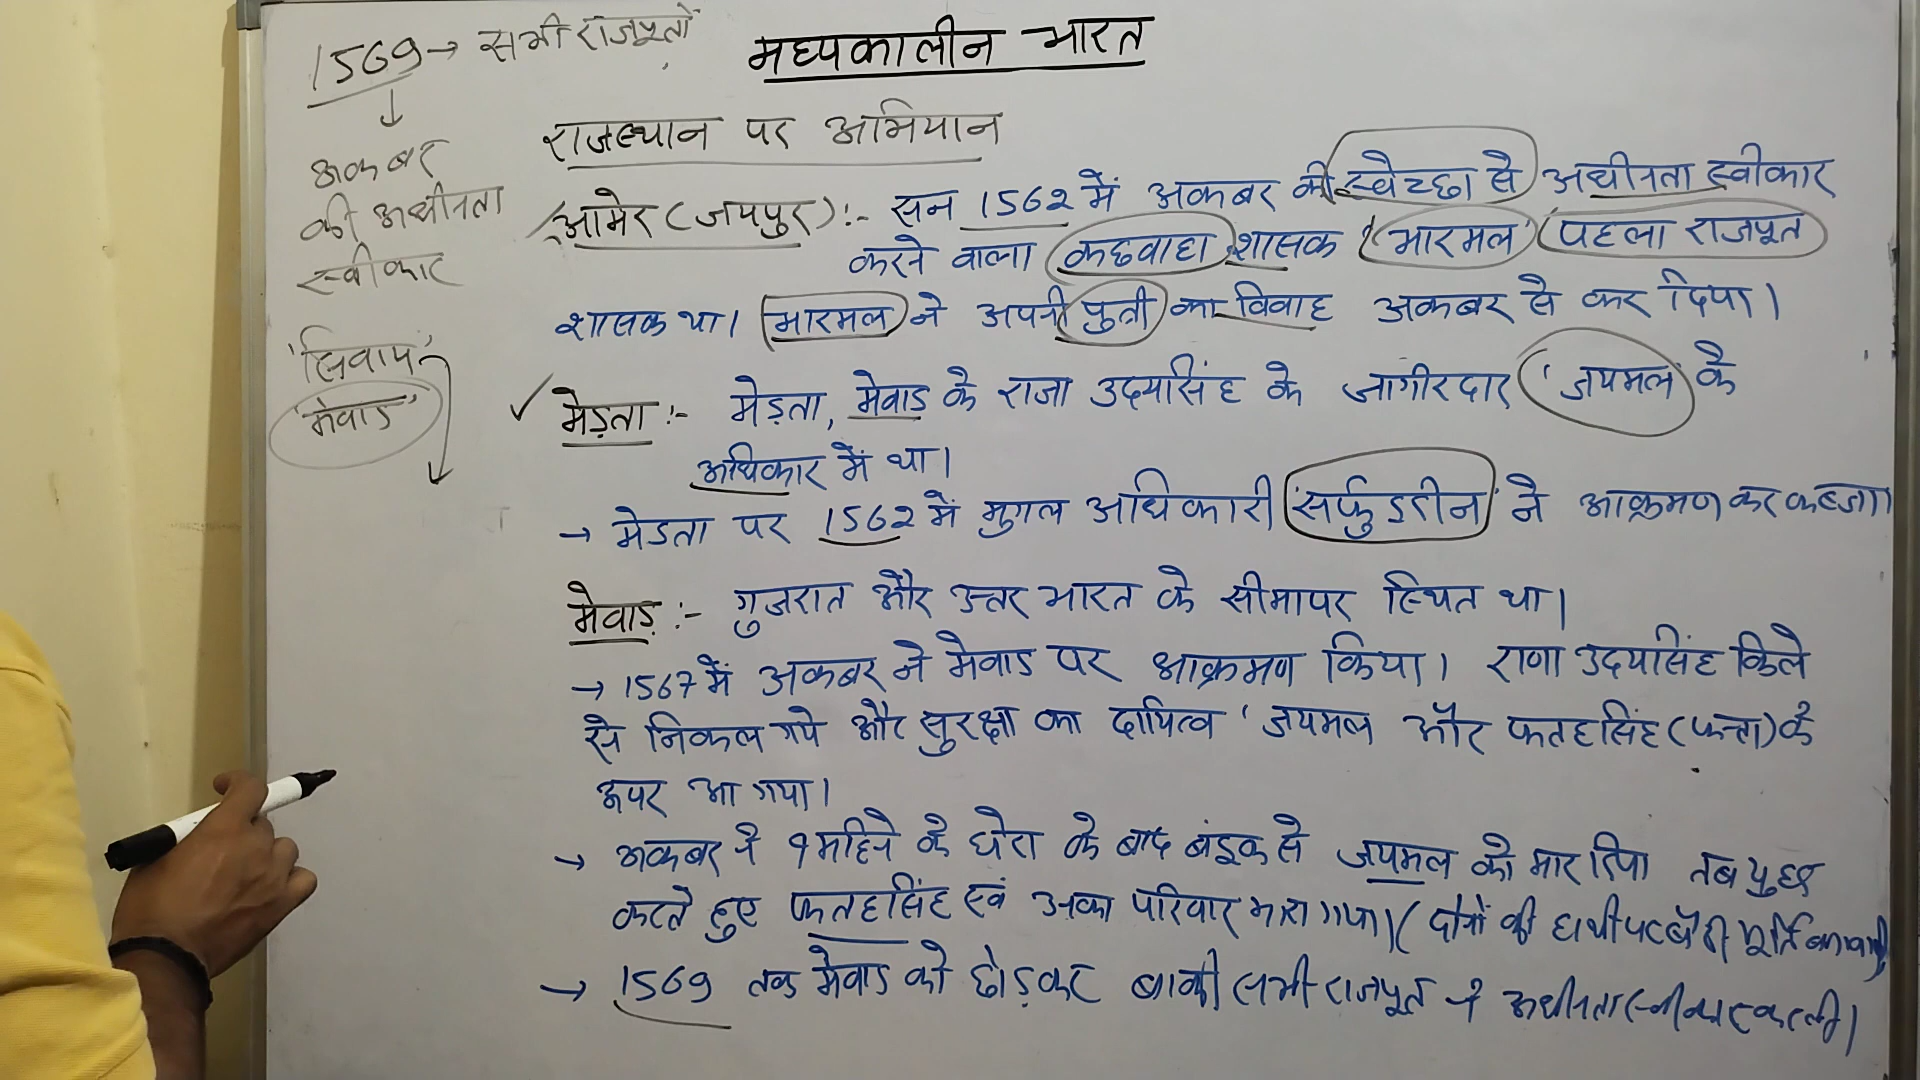 मध्यकालीन भारत
1569 → सभी राजपूतों
↓
अकबर
की अधीनता
स्वीकार
'सिवाय'
'मेवाड'
राजस्थान पर अभियान
आमेर (जयपुर) :- सन 1562 में अकबर की स्वेच्छा से अधीनता स्वीकार
करने वाला कछवाहा शासक 'भारमल' पहला राजपूत
शासक था। भारमल ने अपनी पुत्री का विवाह अकबर से कर दिया।
✓ मेड़ता :- मेड़ता, मेवाड के राजा उदयसिंह के जागीरदार 'जयमल' के
अधिकार में था।
→ मेडता पर 1562 में मुगल अधिकारी 'सर्फुद्दीन' ने आक्रमण कर कब्जा।
मेवाड़ :- गुजरात और उत्तर भारत के सीमा पर स्थित था।
→ 1567 में अकबर ने मेवाड पर आक्रमण किया। राणा उदयसिंह किले
से निकल गये और सुरक्षा का दायित्व 'जयमल और फतहसिंह (फत्ता) के
ऊपर आ गया।
→ अकबर ने 1 महिने के घेरा के बाद बंदूक से जयमल को मार दिया तब युद्ध
करते हुए फतहसिंह एवं उनका परिवार मारा गया। (दोनों की हाथी पर बैठी मूर्ति
→ 1569 तक मेवाड को छोड़कर बाकी सभी राजपूत ने अधीनता स्वीकार कर ली।